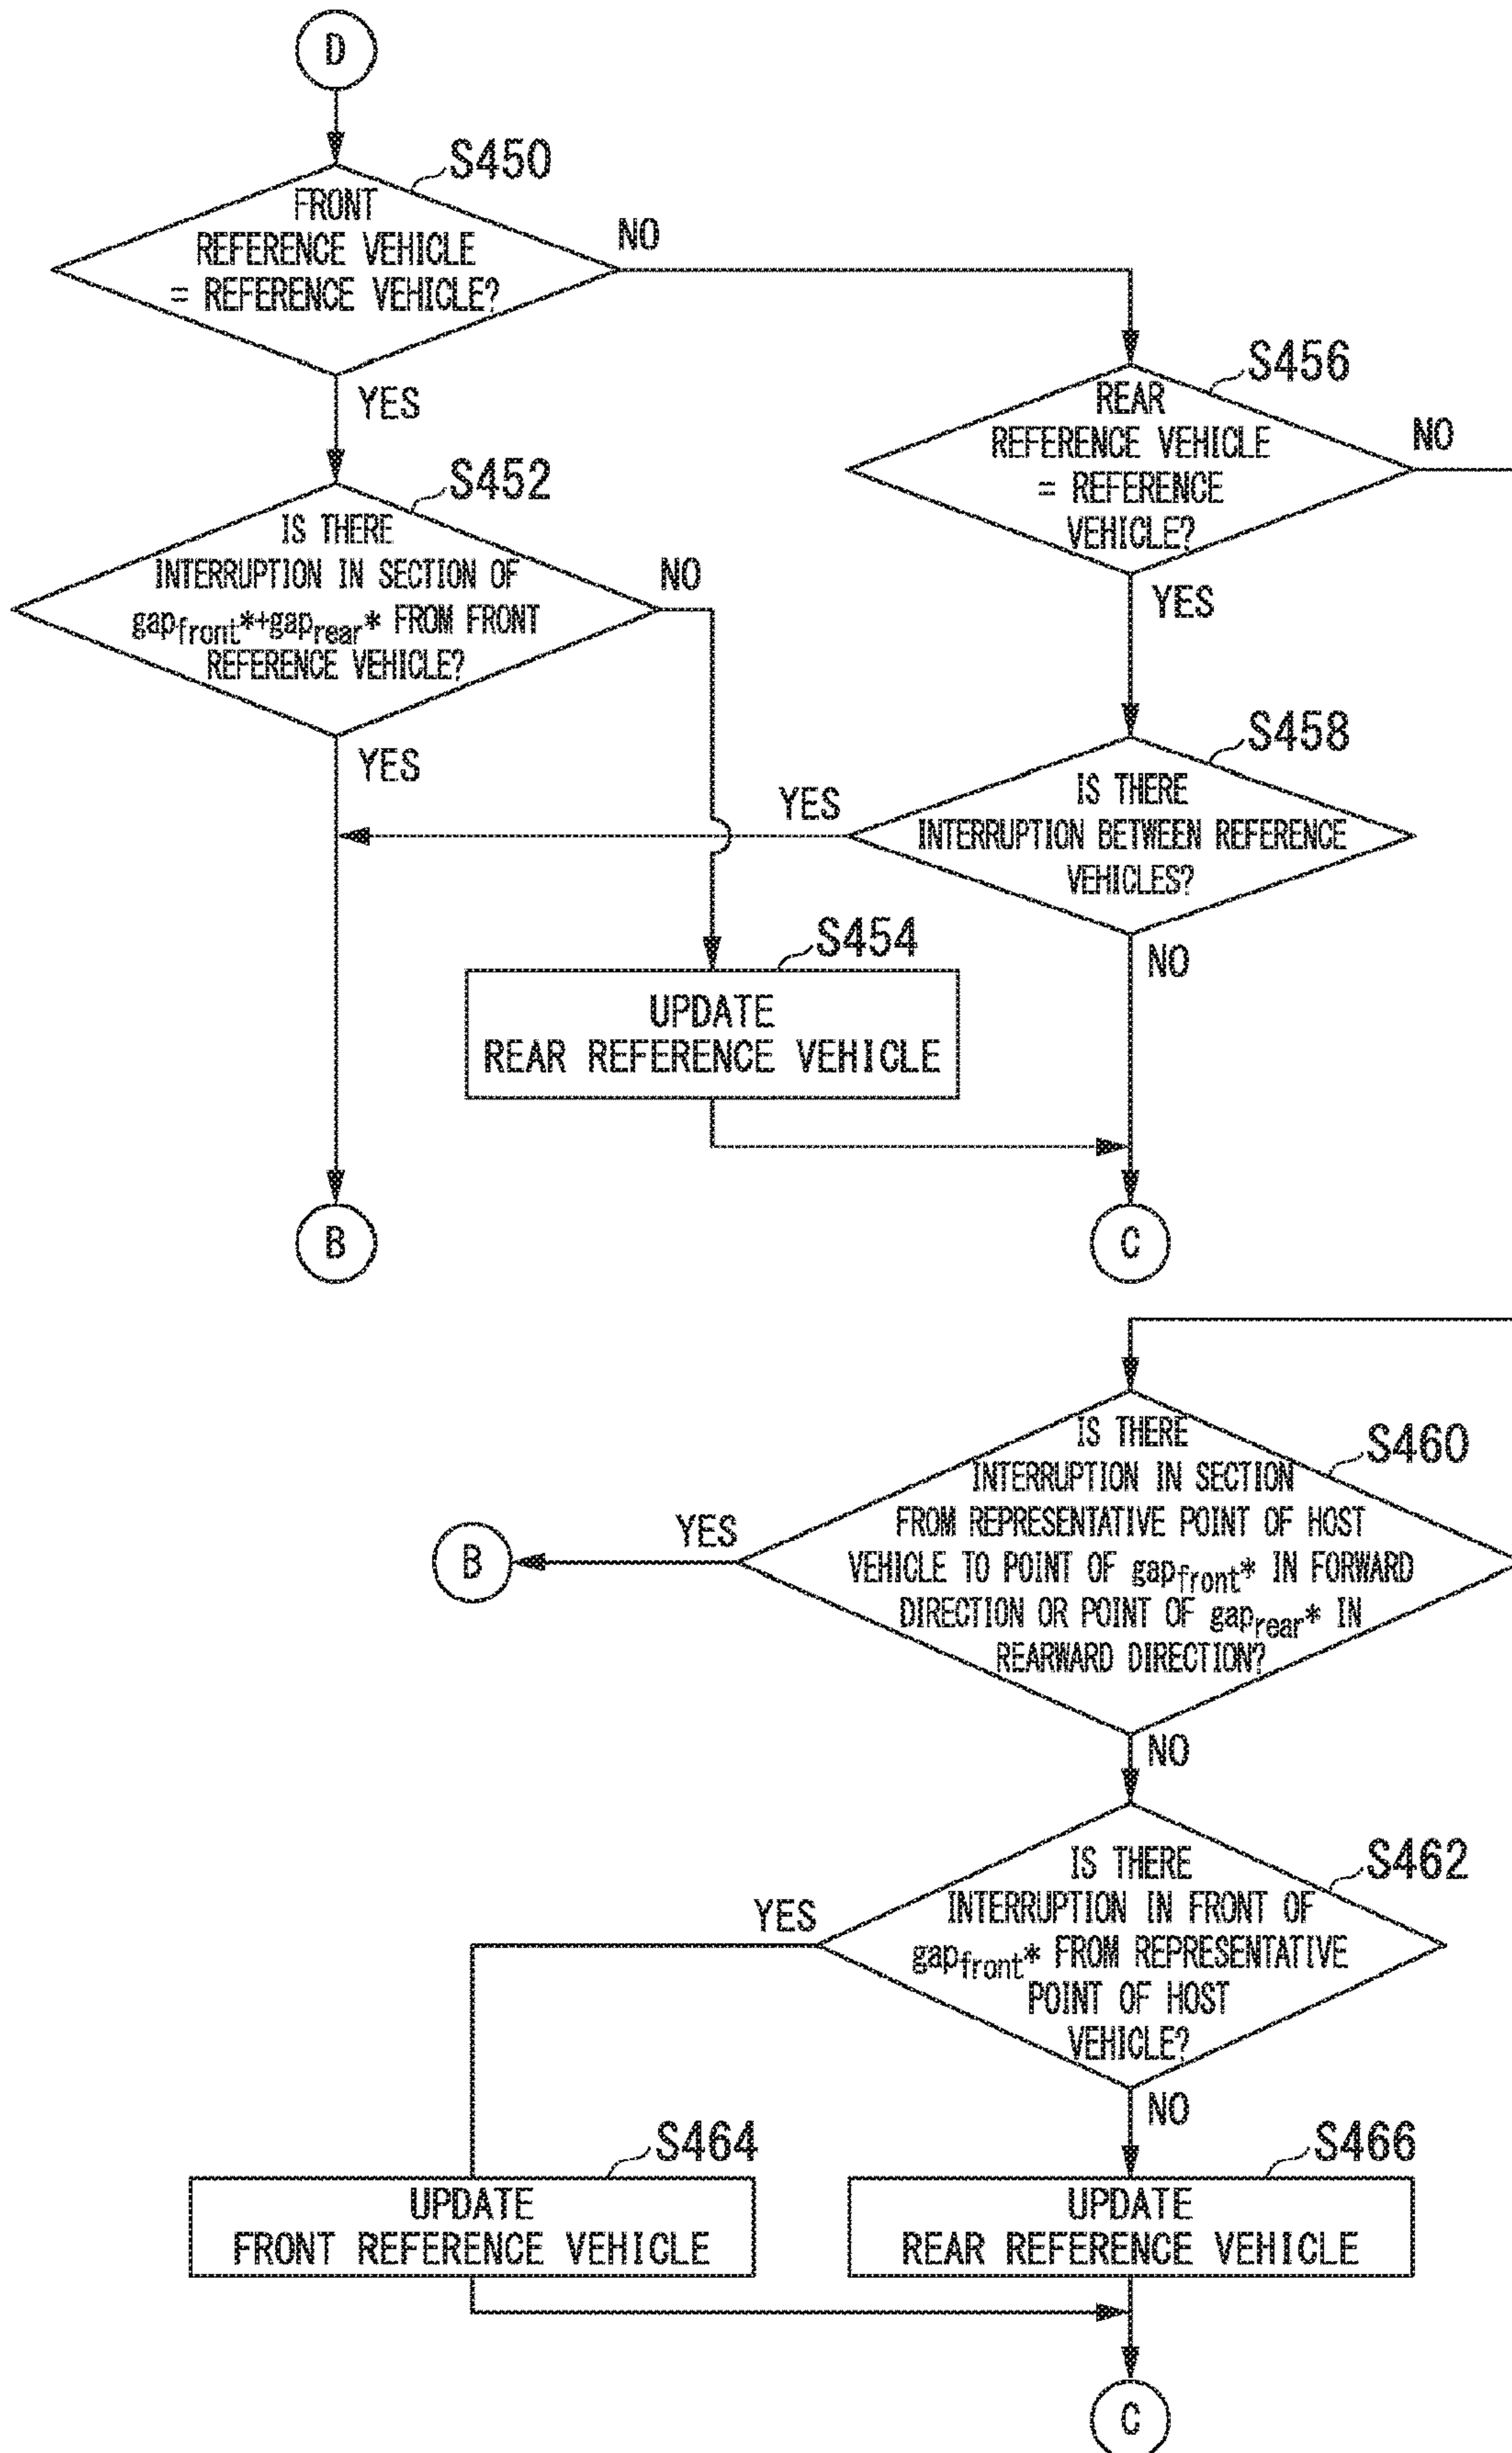 D
S450
FRONT
REFERENCE VEHICLE
= REFERENCE VEHICLE?
NO
YES
S456
REAR
REFERENCE VEHICLE
= REFERENCE
VEHICLE?
NO
YES
S452
IS THERE
INTERRUPTION IN SECTION OF
gapfront*+gaprear* FROM FRONT
REFERENCE VEHICLE?
NO
YES
S458
IS THERE
INTERRUPTION BETWEEN REFERENCE
VEHICLES?
YES
NO
S454
UPDATE
REAR REFERENCE VEHICLE
B
C
S460
IS THERE
INTERRUPTION IN SECTION
FROM REPRESENTATIVE POINT OF HOST
VEHICLE TO POINT OF gapfront* IN FORWARD
DIRECTION OR POINT OF gaprear* IN
REARWARD DIRECTION?
YES
B
NO
S462
IS THERE
INTERRUPTION IN FRONT OF
gapfront* FROM REPRESENTATIVE
POINT OF HOST
VEHICLE?
YES
NO
S464
UPDATE
FRONT REFERENCE VEHICLE
S466
UPDATE
REAR REFERENCE VEHICLE
C